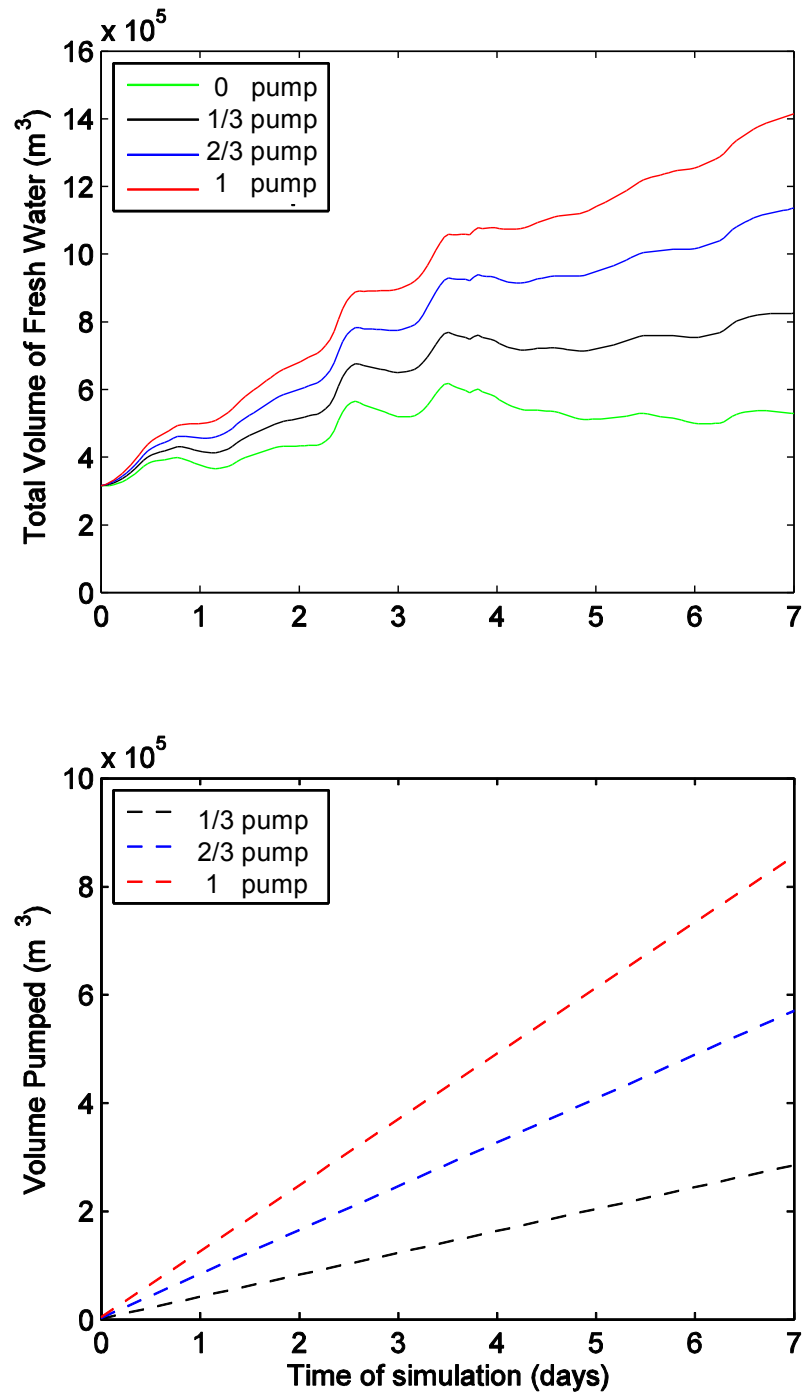 x 10^5
16
14
12
10
8
6
4
2
0
Total Volume of Fresh Water (m^3)
0 pump
1/3 pump
2/3 pump
1 pump
0 1 2 3 4 5 6 7
x 10^5
10
8
6
4
2
0
Volume Pumped (m^3)
1/3 pump
2/3 pump
1 pump
0 1 2 3 4 5 6 7
Time of simulation (days)